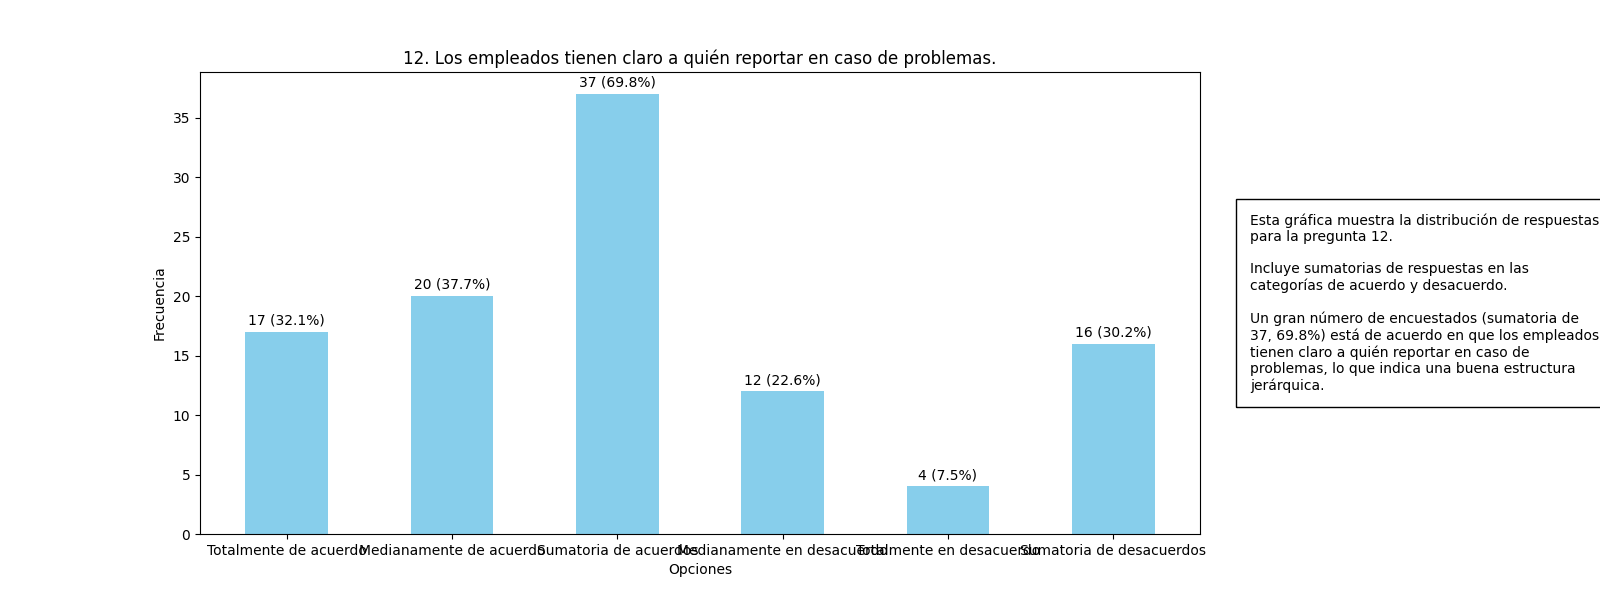 12. Los empleados tienen claro a quién reportar en caso de problemas.
37 (69.8%)
35
30
25
20
15
10
5
0
Frecuencia
17 (32.1%)
20 (37.7%)
12 (22.6%)
4 (7.5%)
16 (30.2%)
Totalmente de acuerdo
Medianamente de acuerdo
Sumatoria de acuerdos
Medianamente en desacuerdo
Totalmente en desacuerdo
Sumatoria de desacuerdos
Opciones
Esta gráfica muestra la distribución de respuestas
para la pregunta 12.
Incluye sumatorias de respuestas en las
categorías de acuerdo y desacuerdo.
Un gran número de encuestados (sumatoria de
37, 69.8%) está de acuerdo en que los empleados
tienen claro a quién reportar en caso de
problemas, lo que indica una buena estructura
jerárquica.